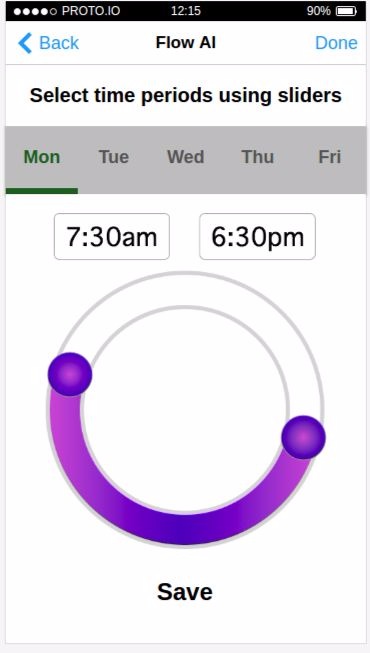 PROTO.IO 12:15 90%
Back Flow AI Done
Select time periods using sliders
Mon Tue Wed Thu Fri
7:30am 6:30pm
Save